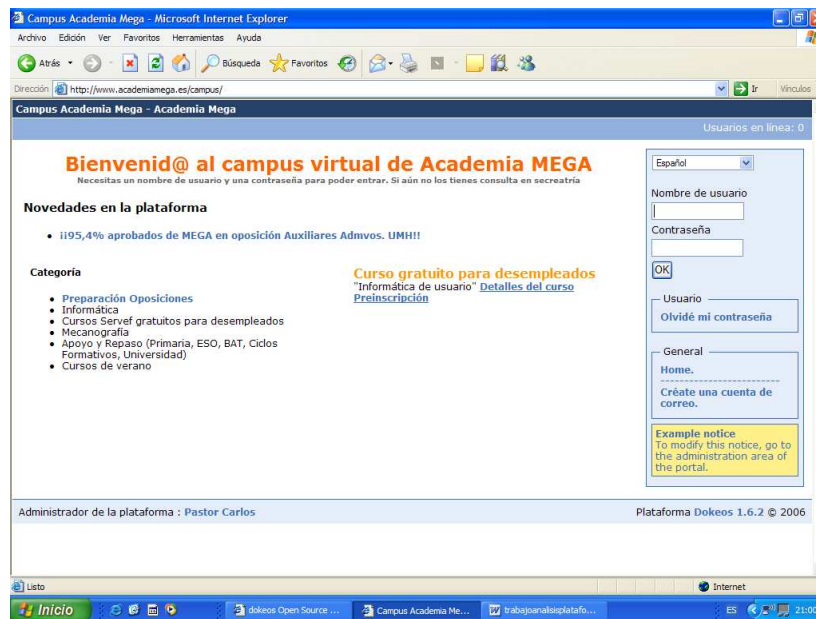 Campus Academia Mega - Microsoft Internet Explorer
Archivo Edición Ver Favoritos Herramientas Ayuda
Atrás Búsqueda Favoritos
Dirección http://www.academiamega.es/campus/ Ir Vínculos
Campus Academia Mega - Academia Mega
Usuarios en línea: 0
Bienvenid@ al campus virtual de Academia MEGA
Necesitas un nombre de usuario y una contraseña para poder entrar. Si aún no los tienes consulta en secreatría
Novedades en la plataforma
¡¡95,4% aprobados de MEGA en oposición Auxiliares Admvos. UMH!!
Categoría
Preparación Oposiciones
Informática
Cursos Servef gratuitos para desempleados
Mecanografía
Apoyo y Repaso (Primaria, ESO, BAT, Ciclos
Formativos, Universidad)
Cursos de verano
Curso gratuito para desempleados
"Informática de usuario" Detalles del curso
Preinscripción
Español
Nombre de usuario
Contraseña
OK
Usuario
Olvidé mi contraseña
General
Home.
Créate una cuenta de
correo.
Example notice
To modify this notice, go to
the administration area of
the portal.
Administrador de la plataforma : Pastor Carlos
Plataforma Dokeos 1.6.2 © 2006
Listo
Internet
Inicio
dokeos Open Source ...
Campus Academia Me...
trabajoanalisisplatafo...
ES
21:00